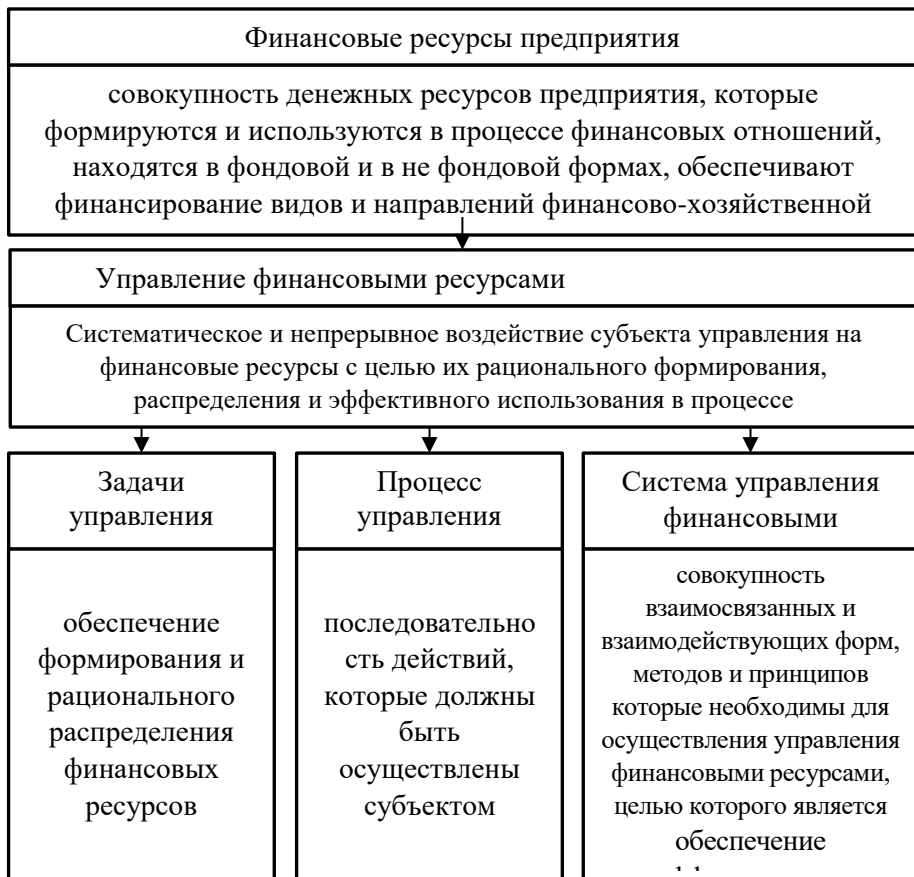 Финансовые ресурсы предприятия
совокупность денежных ресурсов предприятия, которые
формируются и используются в процессе финансовых отношений,
находятся в фондовой и в не фондовой формах, обеспечивают
финансирование видов и направлений финансово-хозяйственной
Управление финансовыми ресурсами
Систематическое и непрерывное воздействие субъекта управления на
финансовые ресурсы с целью их рационального формирования,
распределения и эффективного использования в процессе
Задачи
управления
обеспечение
формирования и
рационального
распределения
финансовых
ресурсов
Процесс
управления
последовательно
сть действий,
которые должны
быть
осуществлены
субъектом
Система управления
финансовыми
совокупность
взаимосвязанных и
взаимодействующих форм,
методов и принципов
которые необходимы для
осуществления управления
финансовыми ресурсами,
целью которого является
обеспечение